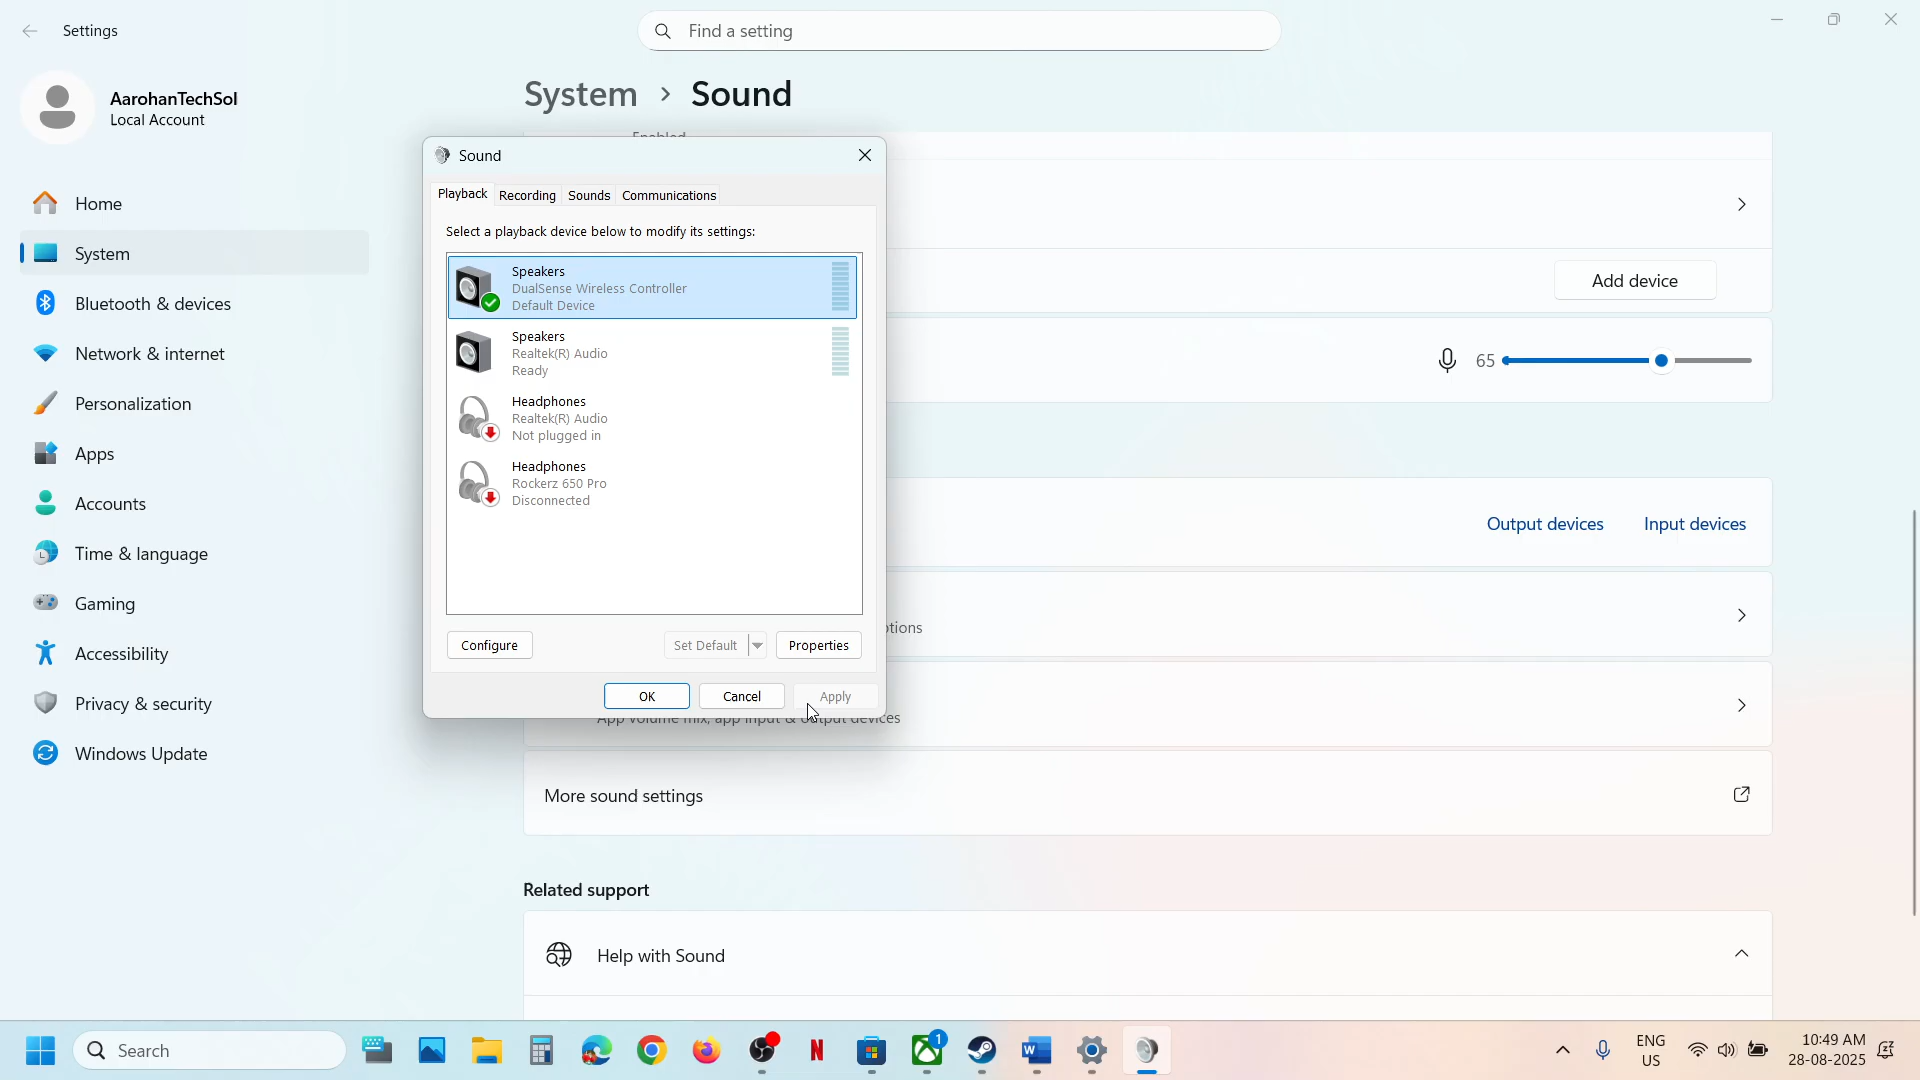 Settings
Find a setting
AarohanTechSol
Local Account
System > Sound
Enabled
Sound
Playback Recording Sounds Communications
Select a playback device below to modify its settings:
Speakers
DualSense Wireless Controller
Default Device
Speakers
Realtek(R) Audio
Ready
Headphones
Realtek(R) Audio
Not plugged in
Headphones
Rockerz 650 Pro
Disconnected
Configure Set Default Properties
OK Cancel Apply
Home
System
Bluetooth & devices
Network & internet
Personalization
Apps
Accounts
Time & language
Gaming
Accessibility
Privacy & security
Windows Update
Add device
65
Output devices Input devices
App volume mix, app input & output devices
More sound settings
Related support
Help with Sound
Search
1
ENG
US
10:49 AM
28-08-2025